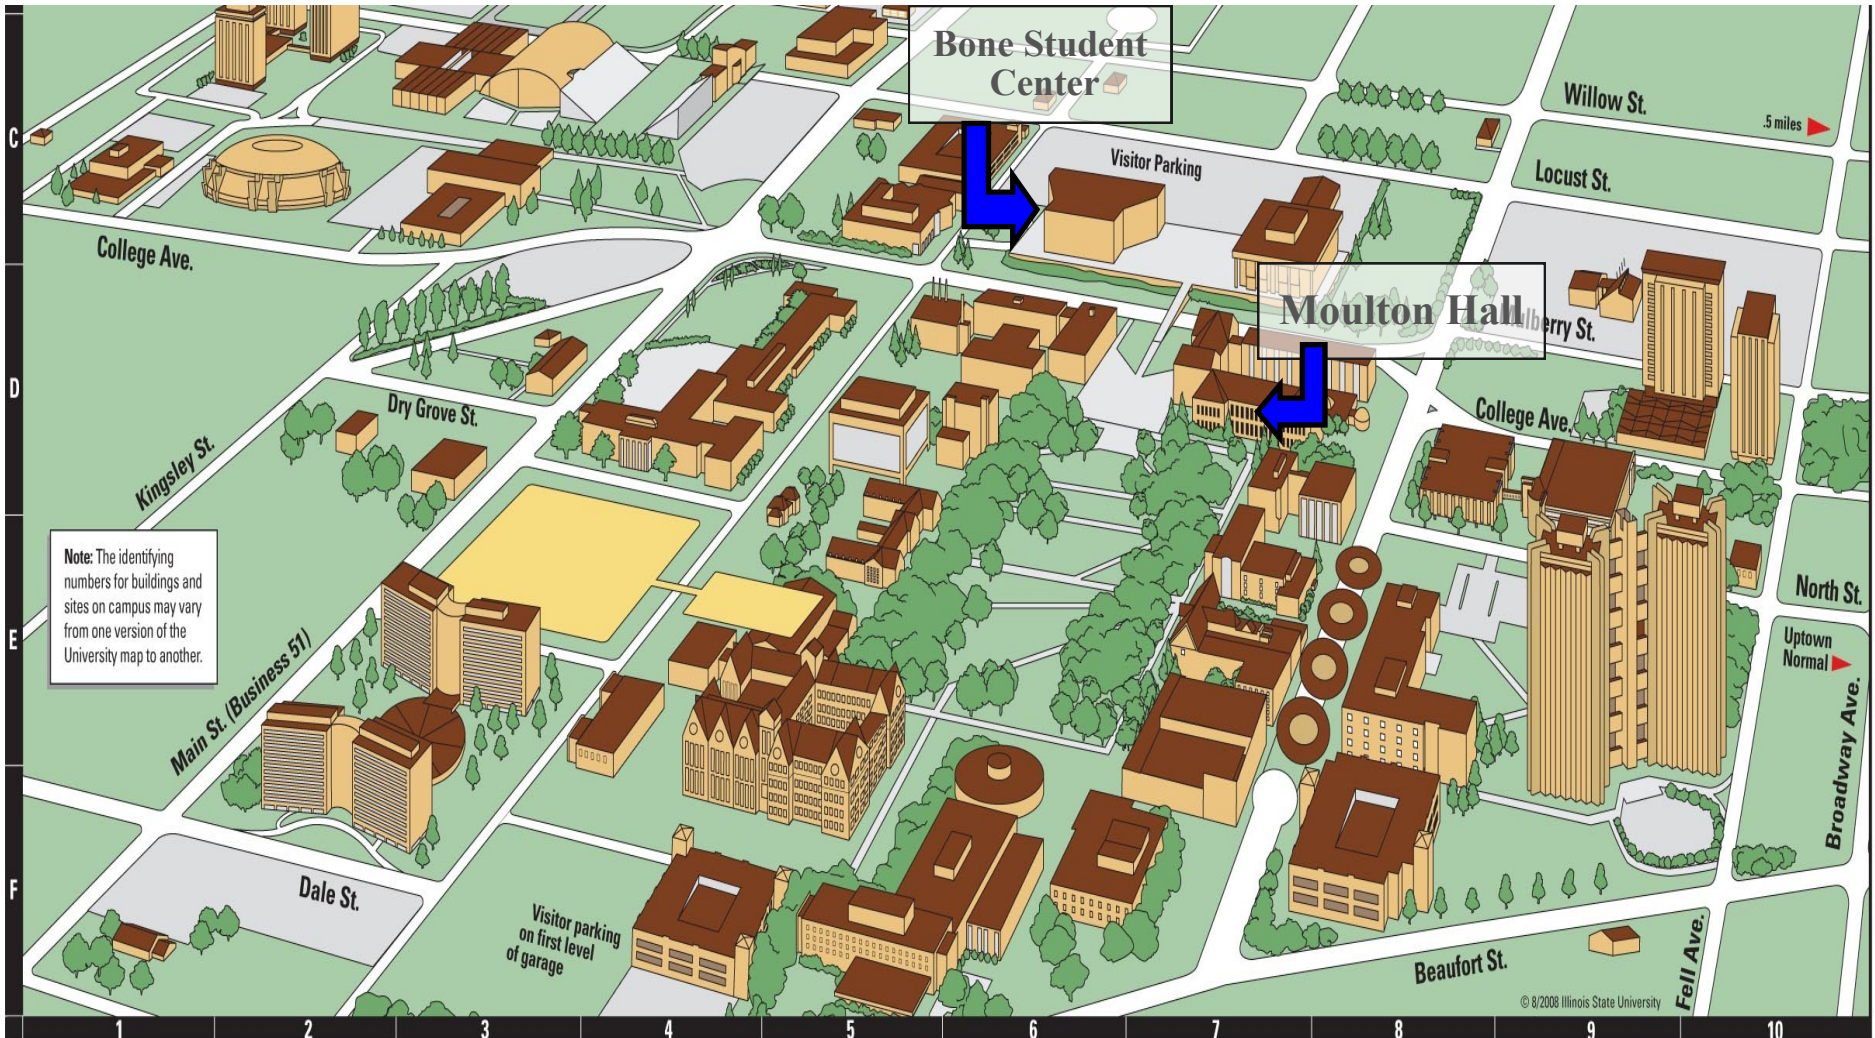 Bone Student
Center
Willow St.
.5 miles
C
Visitor Parking
Locust St.
College Ave.
Moulton Hall
Mulberry St.
D
Dry Grove St.
College Ave.
Kingsley St.
Note: The identifying
numbers for buildings and
sites on campus may vary
from one version of the
University map to another.
North St.
E
Uptown
Normal
Main St. (Business 51)
Broadway Ave.
F
Dale St.
Visitor parking
on first level
of garage
Beaufort St.
Fell Ave.
© 8/2008 Illinois State University
1 2 3 4 5 6 7 8 9 10